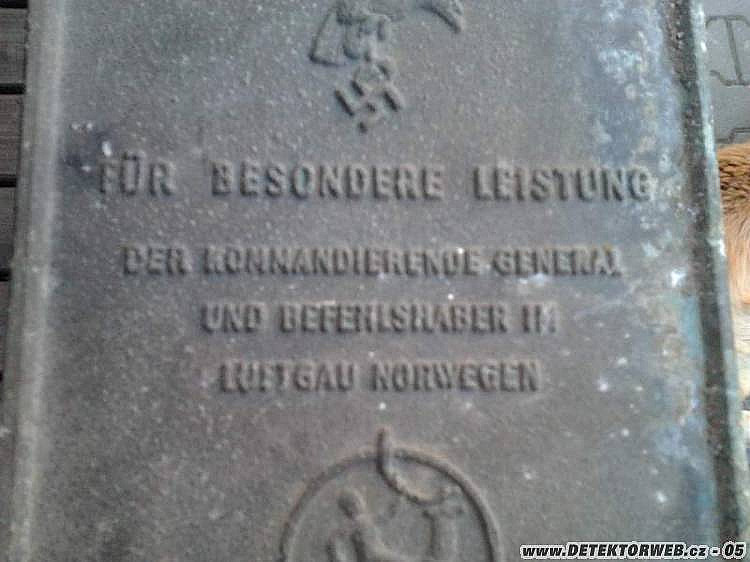 FÜR BESONDERE LEISTUNG
DER KOMMANDIERENDE GENERAL
UND BEFEHLSHABER IM
LUFTGAU NORWEGEN
www.DETEKTORWEB.cz - 05